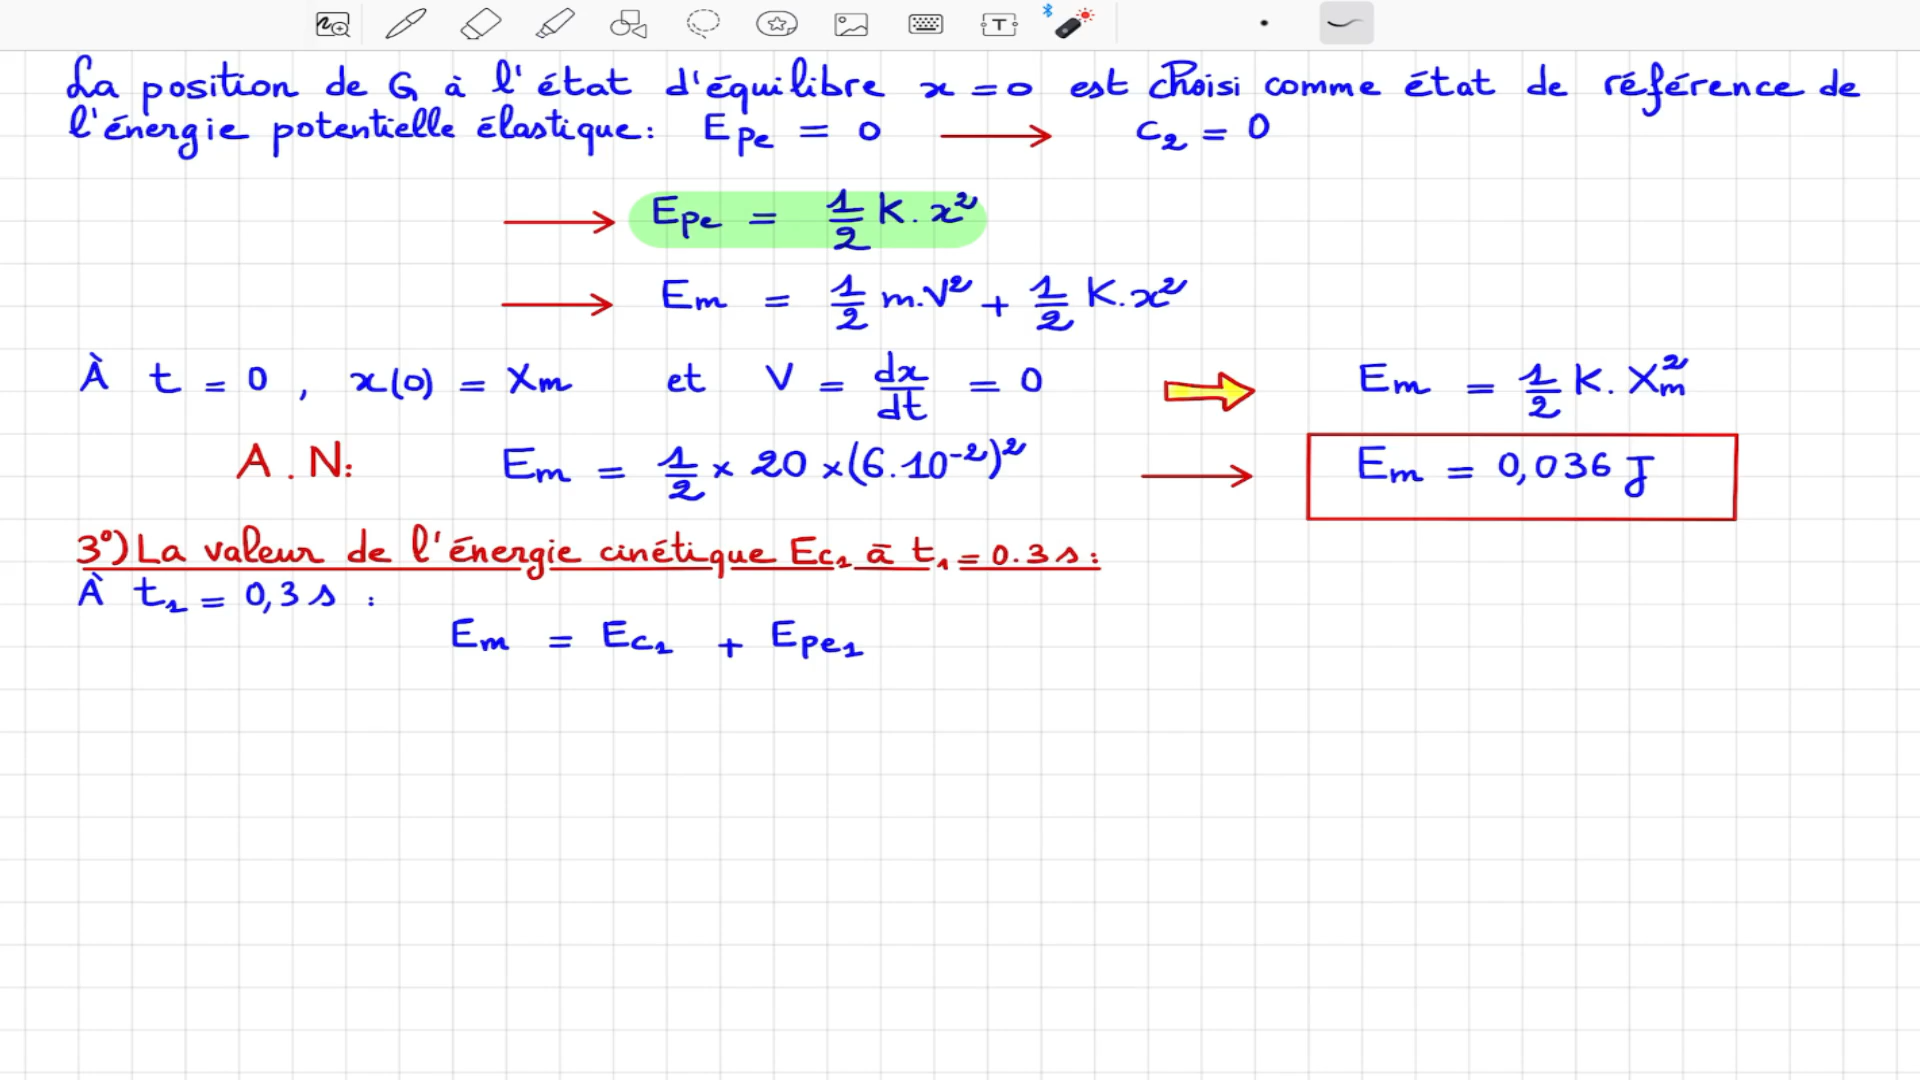 La position de G à l'état d'équilibre x = 0 est choisi comme état de référence de
l'énergie potentielle élastique : Epe = 0 → C₂ = 0
→ Epe = 1/2 K . x²
→ Em = 1/2 m.V² + 1/2 K.x²
À t = 0 , x(0) = Xm et V = dx/dt = 0 ⇒ Em = 1/2 K . Xm²
A.N: Em = 1/2 × 20 × (6.10⁻²)² → Em = 0,036 J
3°) La valeur de l'énergie cinétique Ec₁ à t₁ = 0.3 s :
À t₁ = 0,3 s :
Em = Ec₁ + Epe₁